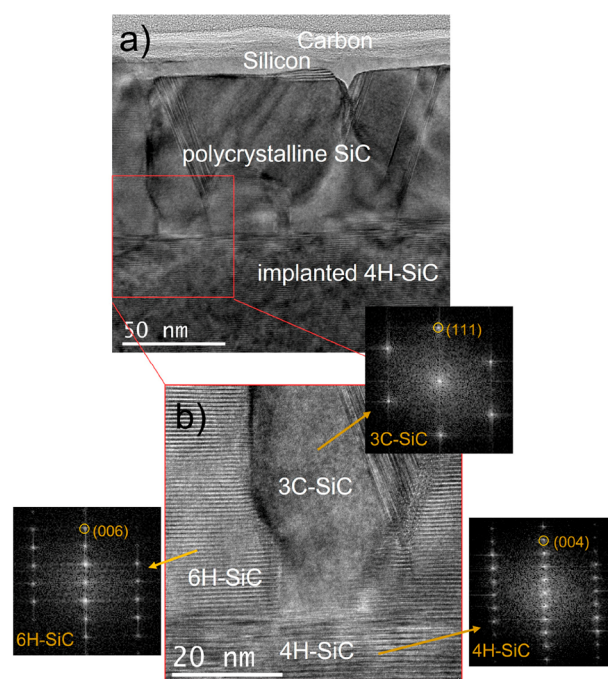 a)
Carbon
Silicon
polycrystalline SiC
implanted 4H-SiC
50 nm
(111)
3C-SiC
b)
3C-SiC
(006)
6H-SiC
6H-SiC
(004)
4H-SiC
4H-SiC
20 nm